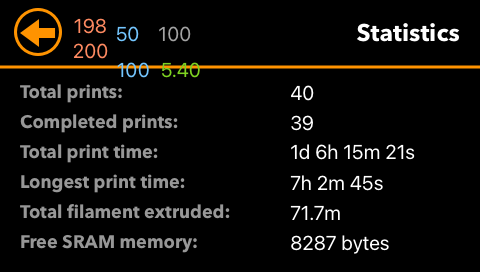 198 50 100 Statistics
200
100 5.40
Total prints: 40
Completed prints: 39
Total print time: 1d 6h 15m 21s
Longest print time: 7h 2m 45s
Total filament extruded: 71.7m
Free SRAM memory: 8287 bytes